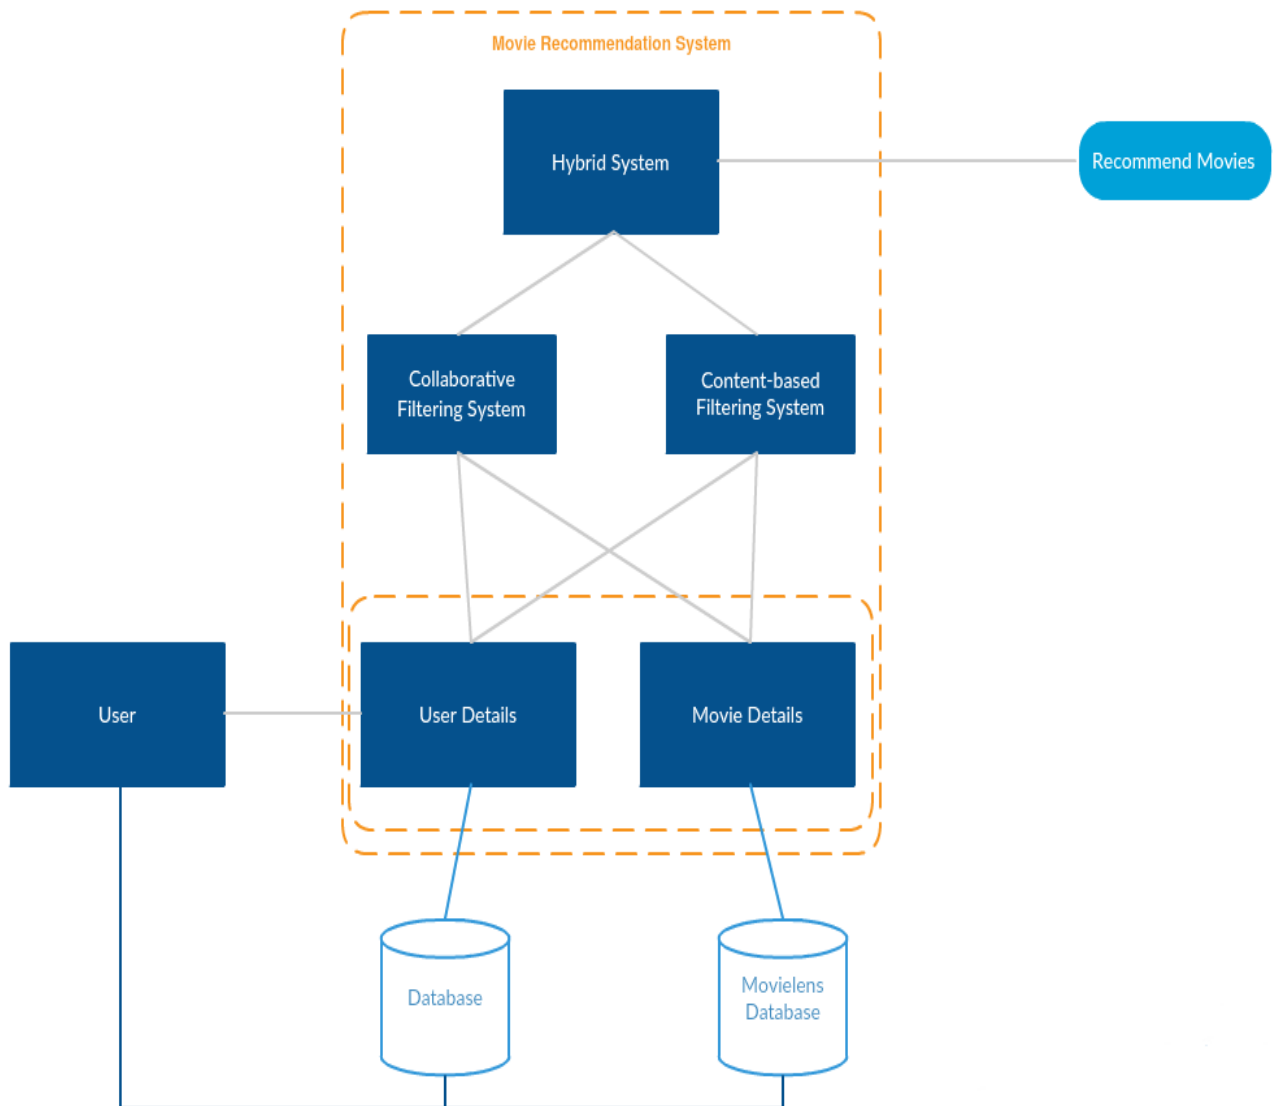 Movie Recommendation System
Hybrid System
Recommend Movies
Collaborative
Filtering System
Content-based
Filtering System
User
User Details
Movie Details
Database
Movielens
Database